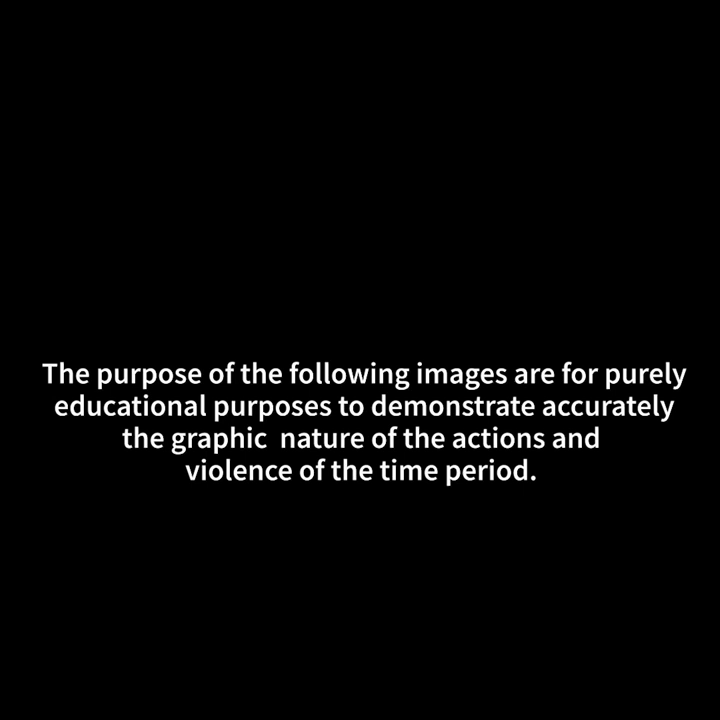 The purpose of the following images are for purely
educational purposes to demonstrate accurately
the graphic  nature of the actions and
violence of the time period.